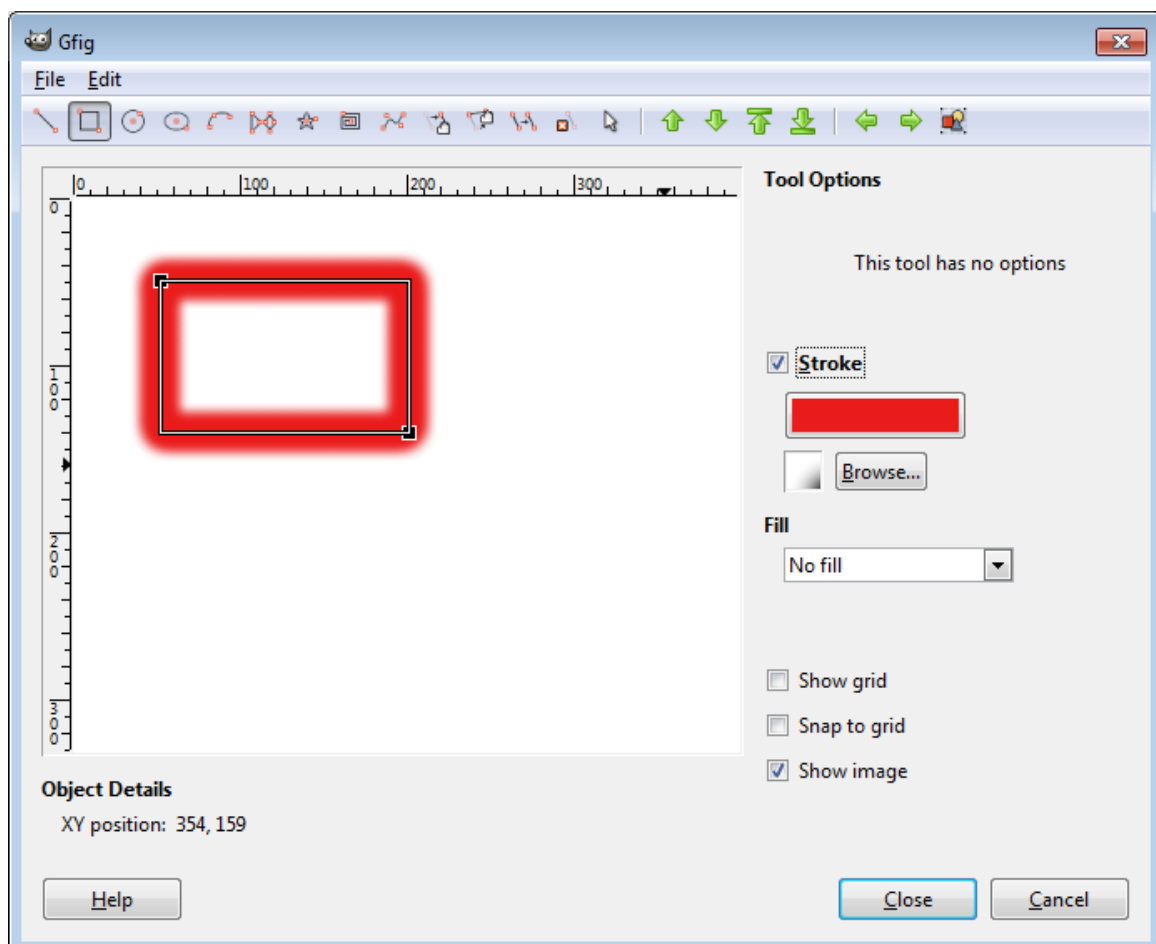 Gfig
File Edit
0 100 200 300
0
100
200
300
Tool Options
This tool has no options
Stroke
Browse...
Fill
No fill
Show grid
Snap to grid
Show image
Object Details
XY position: 354, 159
Help Close Cancel